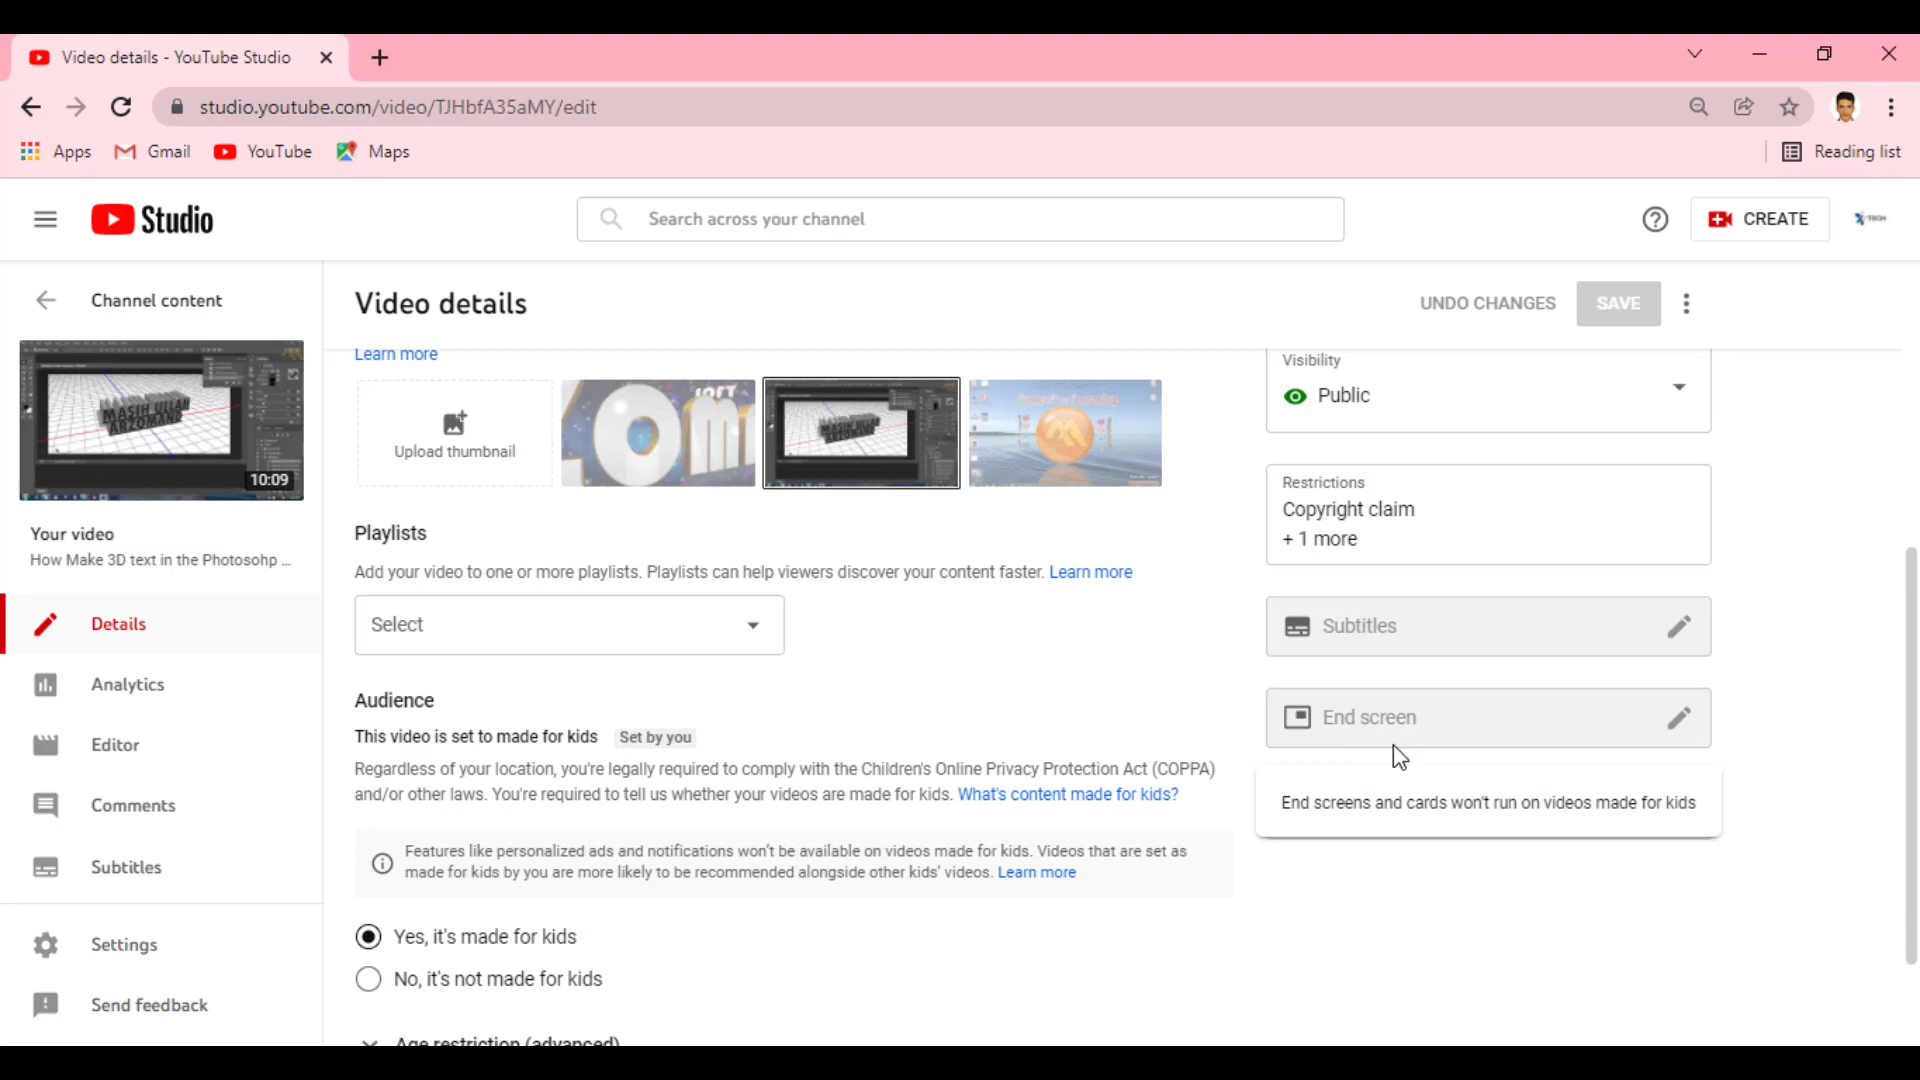 Video details - YouTube Studio
studio.youtube.com/video/TJHbfA35aMY/edit
Apps
Gmail
YouTube
Maps
Reading list
Studio
Search across your channel
CREATE
TECH
Channel content
10:09
Your video
How Make 3D text in the Photosohp ...
Details
Analytics
Editor
Comments
Subtitles
Settings
Send feedback
Video details
UNDO CHANGES
SAVE
Learn more
Upload thumbnail
Playlists
Add your video to one or more playlists. Playlists can help viewers discover your content faster. Learn more
Select
Audience
This video is set to made for kids Set by you
Regardless of your location, you're legally required to comply with the Children's Online Privacy Protection Act (COPPA)
and/or other laws. You're required to tell us whether your videos are made for kids. What's content made for kids?
Features like personalized ads and notifications won't be available on videos made for kids. Videos that are set as
made for kids by you are more likely to be recommended alongside other kids' videos. Learn more
Yes, it's made for kids
No, it's not made for kids
Age restriction (advanced)
Visibility
Public
Restrictions
Copyright claim
+ 1 more
Subtitles
End screen
End screens and cards won't run on videos made for kids
MASIH ULLAH
ARZOMAND